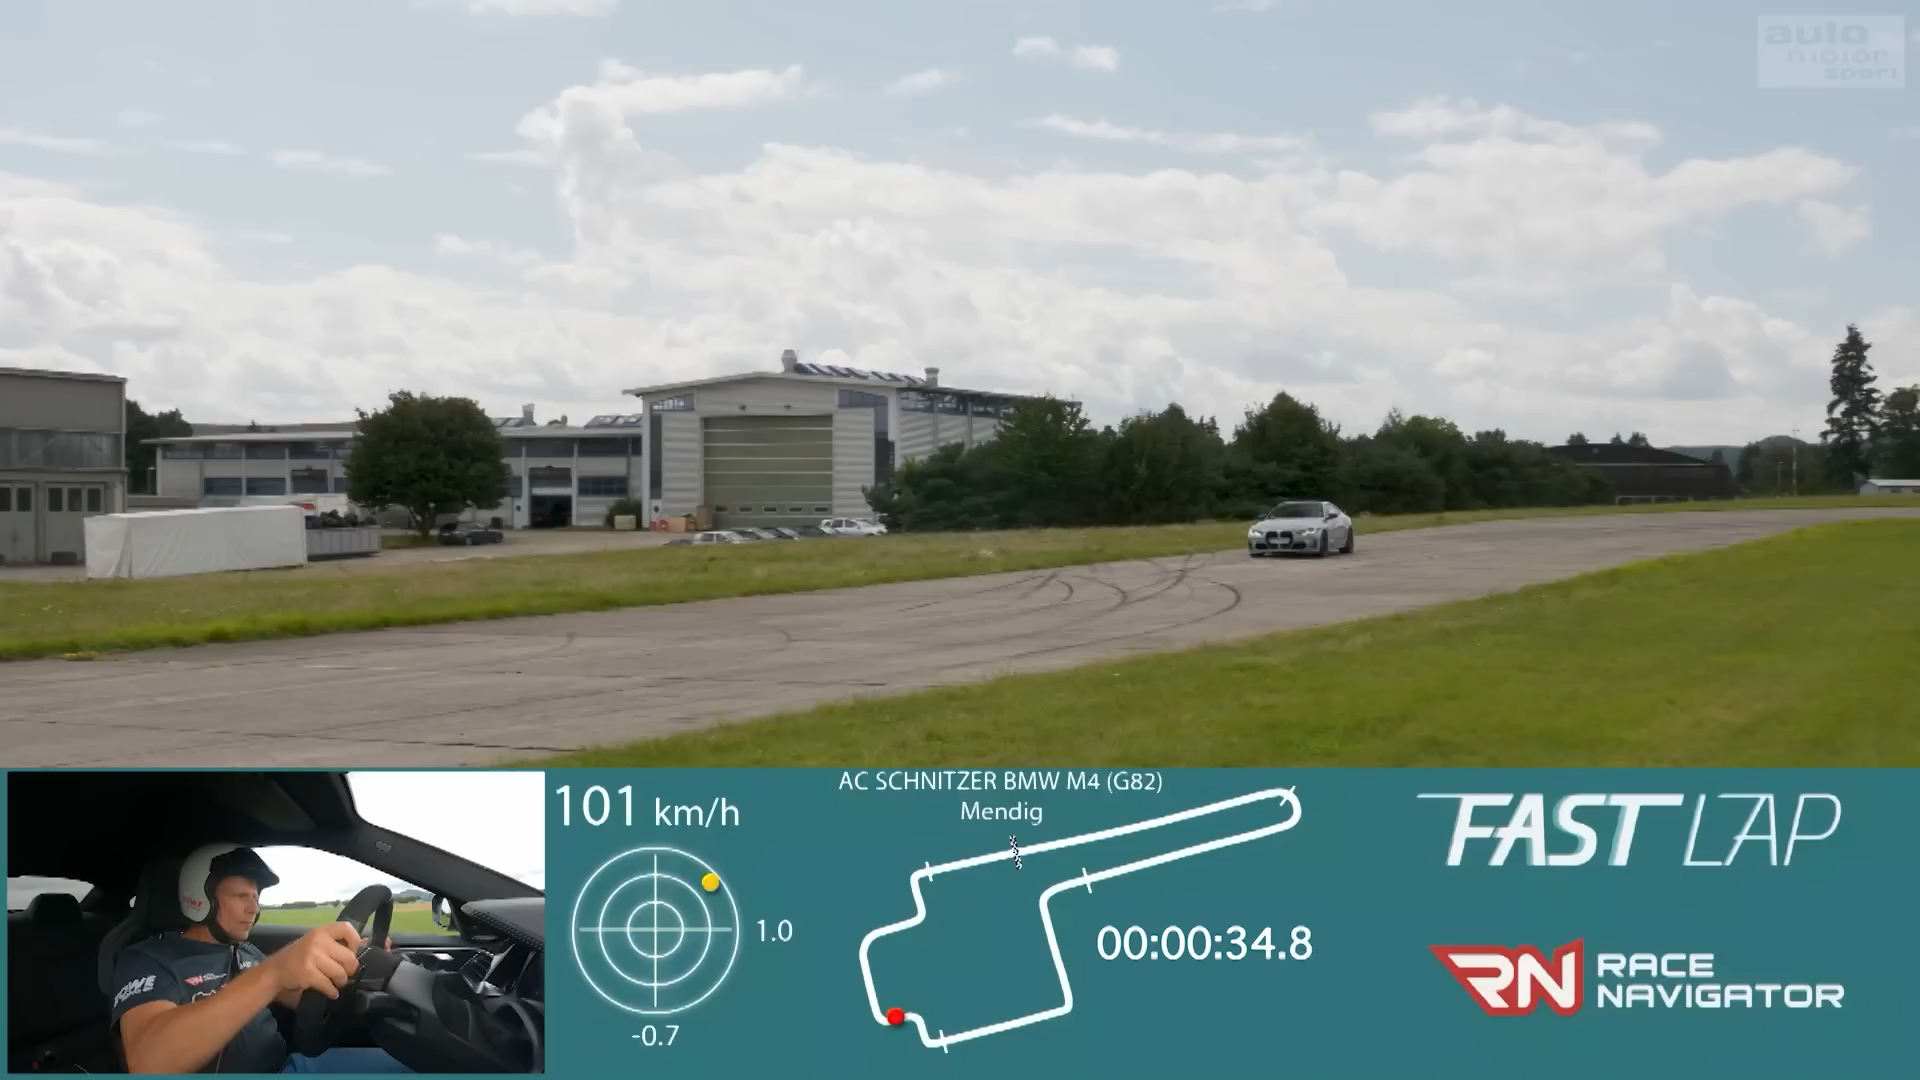 auto
motor
sport
101 km/h
1.0
-0.7
AC SCHNITZER BMW M4 (G82)
Mendig
00:00:34.8
FAST LAP
RN RACE
NAVIGATOR